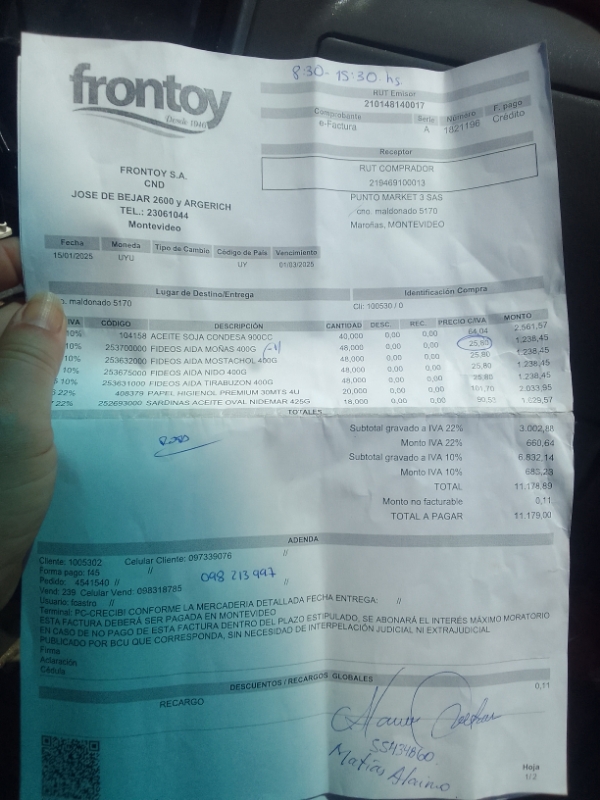 8:30 - 15:30 hs
frontoy
Desde 1940
RUT Emisor
210148140017
Comprobante Serie Número F. pago
e-Factura A 1821196 Crédito
Receptor
RUT COMPRADOR
219469100013
PUNTO MARKET 3 SAS
cno. maldonado 5170
Maroñas, MONTEVIDEO
FRONTOY S.A.
CND
JOSE DE BEJAR 2600 y ARGERICH
TEL.: 23061044
Montevideo
Fecha Moneda Tipo de Cambio Código de País Vencimiento
15/01/2025 UYU UY 01/03/2025
Lugar de Destino/Entrega Identificación Compra
o. maldonado 5170 Cli: 100530 / 0
IVA CÓDIGO DESCRIPCIÓN CANTIDAD DESC. REC. PRECIO C/IVA MONTO
10% 104158 ACEITE SOJA CONDESA 900CC 40,000 0,00 0,00 64,04 2.561,57
10% 253700000 FIDEOS AIDA MOÑAS 400G 48,000 0,00 0,00 25,80 1.238,45
10% 253632000 FIDEOS AIDA MOSTACHOL 400G 48,000 0,00 0,00 25,80 1.238,45
10% 253675000 FIDEOS AIDA NIDO 400G 48,000 0,00 0,00 25,80 1.238,45
10% 253631000 FIDEOS AIDA TIRABUZON 400G 48,000 0,00 0,00 25,80 1.238,45
22% 408379 PAPEL HIGIENOL PREMIUM 30MTS 4U 20,000 0,00 0,00 101,70 2.033,95
22% 252693000 SARDINAS ACEITE OVAL NIDEMAR 425G 18,000 0,00 0,00 90,53 1.629,57
TOTALES
Subtotal gravado a IVA 22% 3.002,88
Monto IVA 22% 660,64
Subtotal gravado a IVA 10% 6.832,14
Monto IVA 10% 683,23
TOTAL 11.178,89
Monto no facturable 0,11
TOTAL A PAGAR 11.179,00
ADENDA
Cliente: 1005302 Celular Cliente: 097339076 //
Forma pago: f45 //
Pedido: 4541540 // 098 213 997 //
Vend: 239 Celular Vend: 098318785
Usuario: fcastro //
Terminal: PC-CRECIBI CONFORME LA MERCADERIA DETALLADA FECHA ENTREGA: //
ESTA FACTURA DEBERÁ SER PAGADA EN MONTEVIDEO
EN CASO DE NO PAGO DE ESTA FACTURA DENTRO DEL PLAZO ESTIPULADO, SE ABONARÁ EL INTERÉS MÁXIMO MORATORIO
PUBLICADO POR BCU QUE CORRESPONDA, SIN NECESIDAD DE INTERPELACIÓN JUDICIAL NI EXTRAJUDICIAL
Firma
Aclaración
Cédula
DESCUENTOS / RECARGOS GLOBALES
RECARGO 0,11
Matías Alaimo
Hoja
1/2